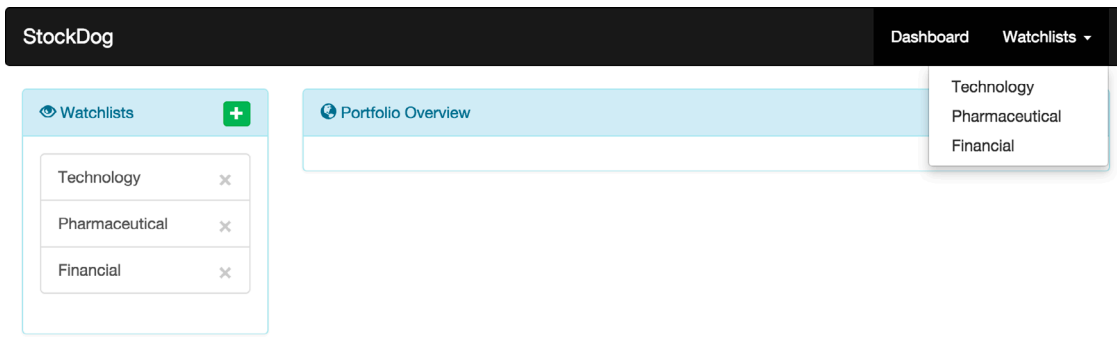 StockDog
Dashboard
Watchlists
Technology
Pharmaceutical
Financial
Watchlists
Technology
Pharmaceutical
Financial
Portfolio Overview